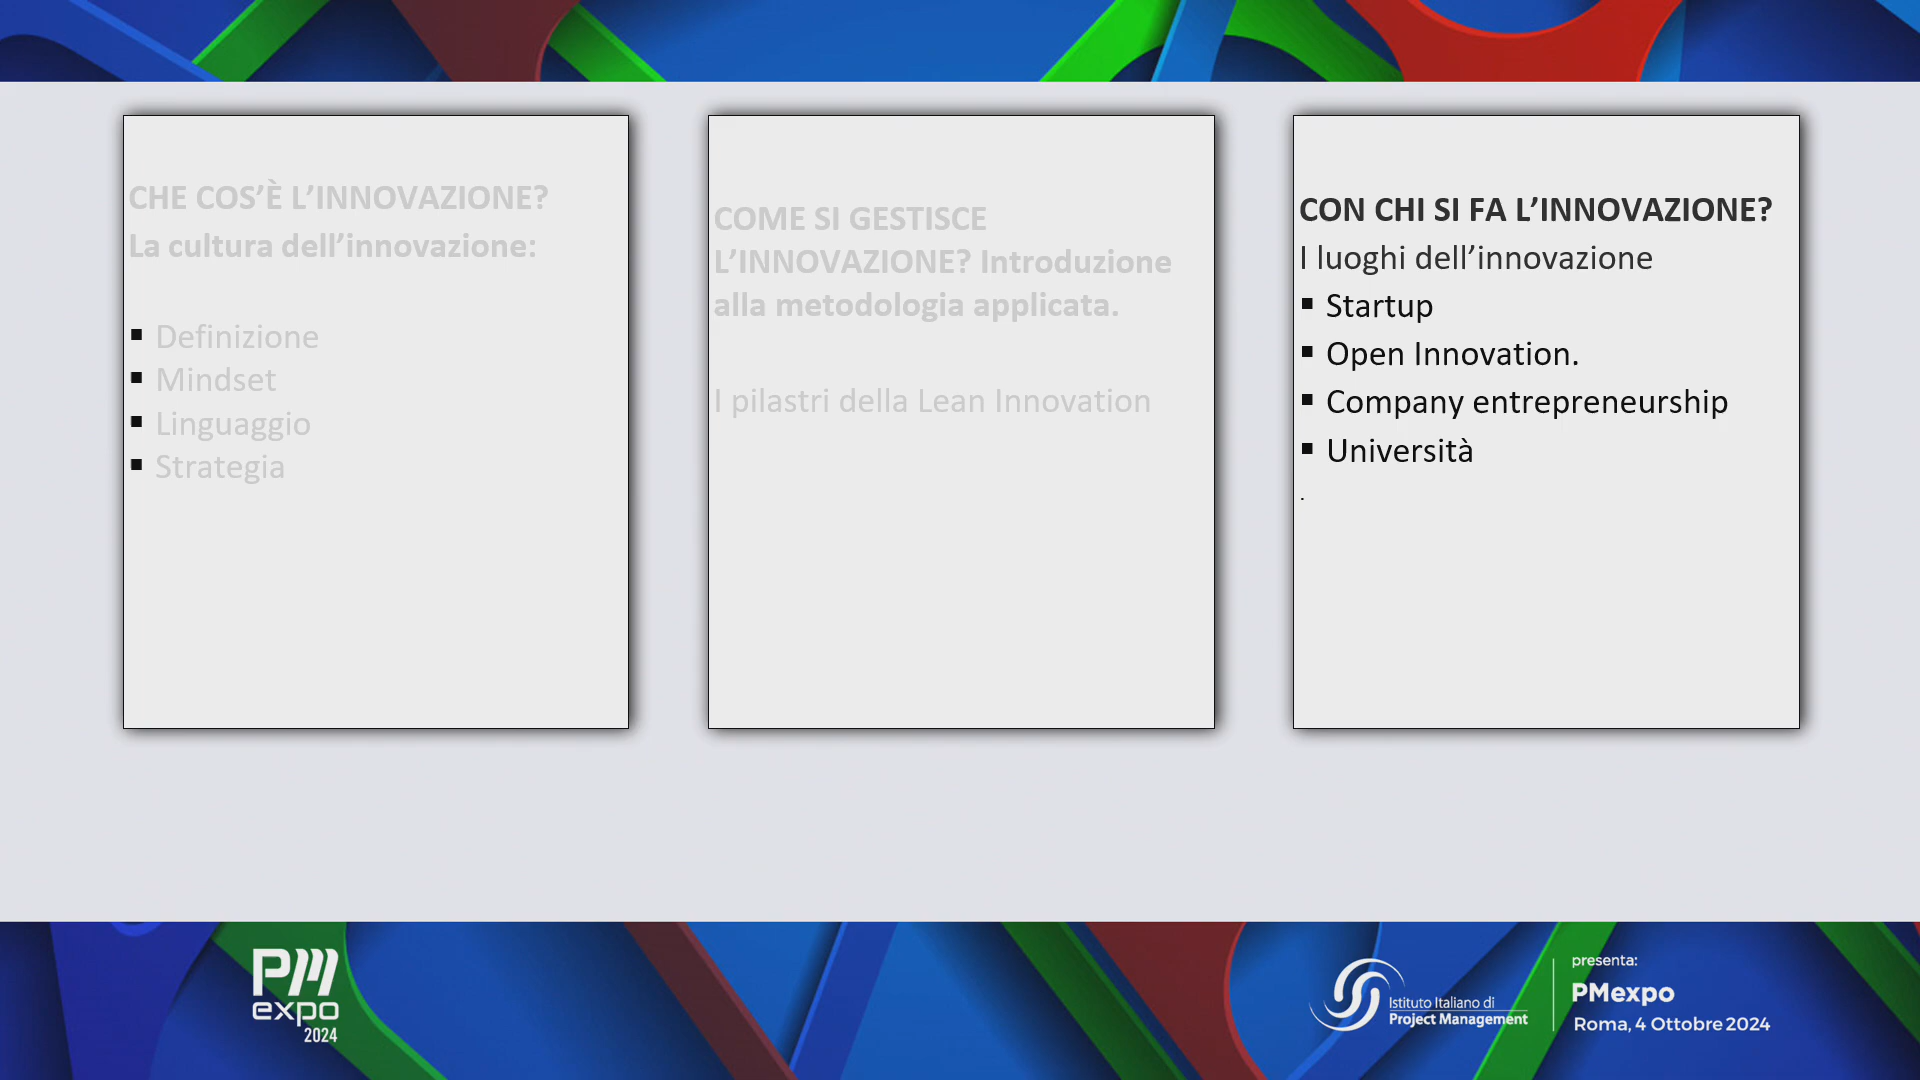 CHE COS’È L’INNOVAZIONE?
La cultura dell’innovazione:
▪ Definizione
▪ Mindset
▪ Linguaggio
▪ Strategia
COME SI GESTISCE
L’INNOVAZIONE? Introduzione
alla metodologia applicata.
I pilastri della Lean Innovation
CON CHI SI FA L’INNOVAZIONE?
I luoghi dell’innovazione
▪ Startup
▪ Open Innovation.
▪ Company entrepreneurship
▪ Università
.
PM
expo
2024
Istituto Italiano di
Project Management
presenta:
PMexpo
Roma, 4 Ottobre 2024